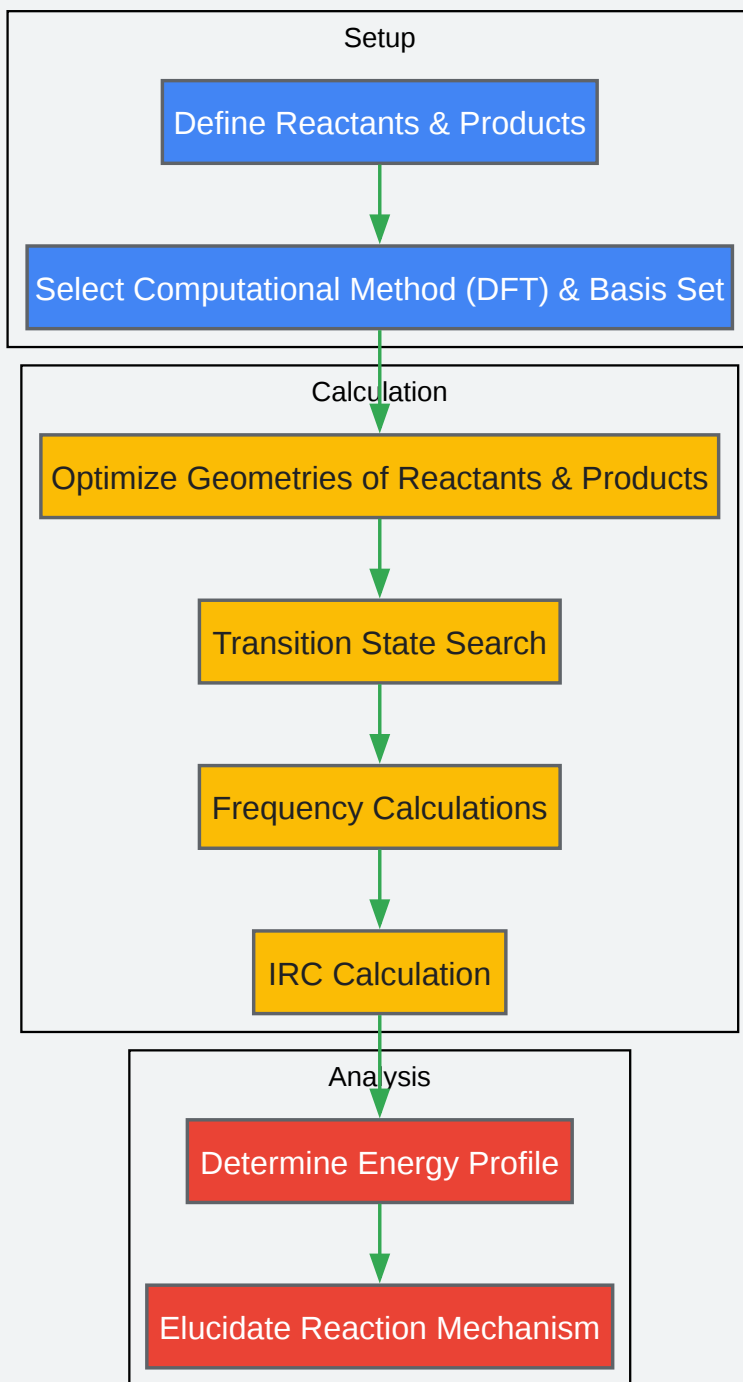 Setup
Define Reactants & Products
Select Computational Method (DFT) & Basis Set
Calculation
Optimize Geometries of Reactants & Products
Transition State Search
Frequency Calculations
IRC Calculation
Analysis
Determine Energy Profile
Elucidate Reaction Mechanism